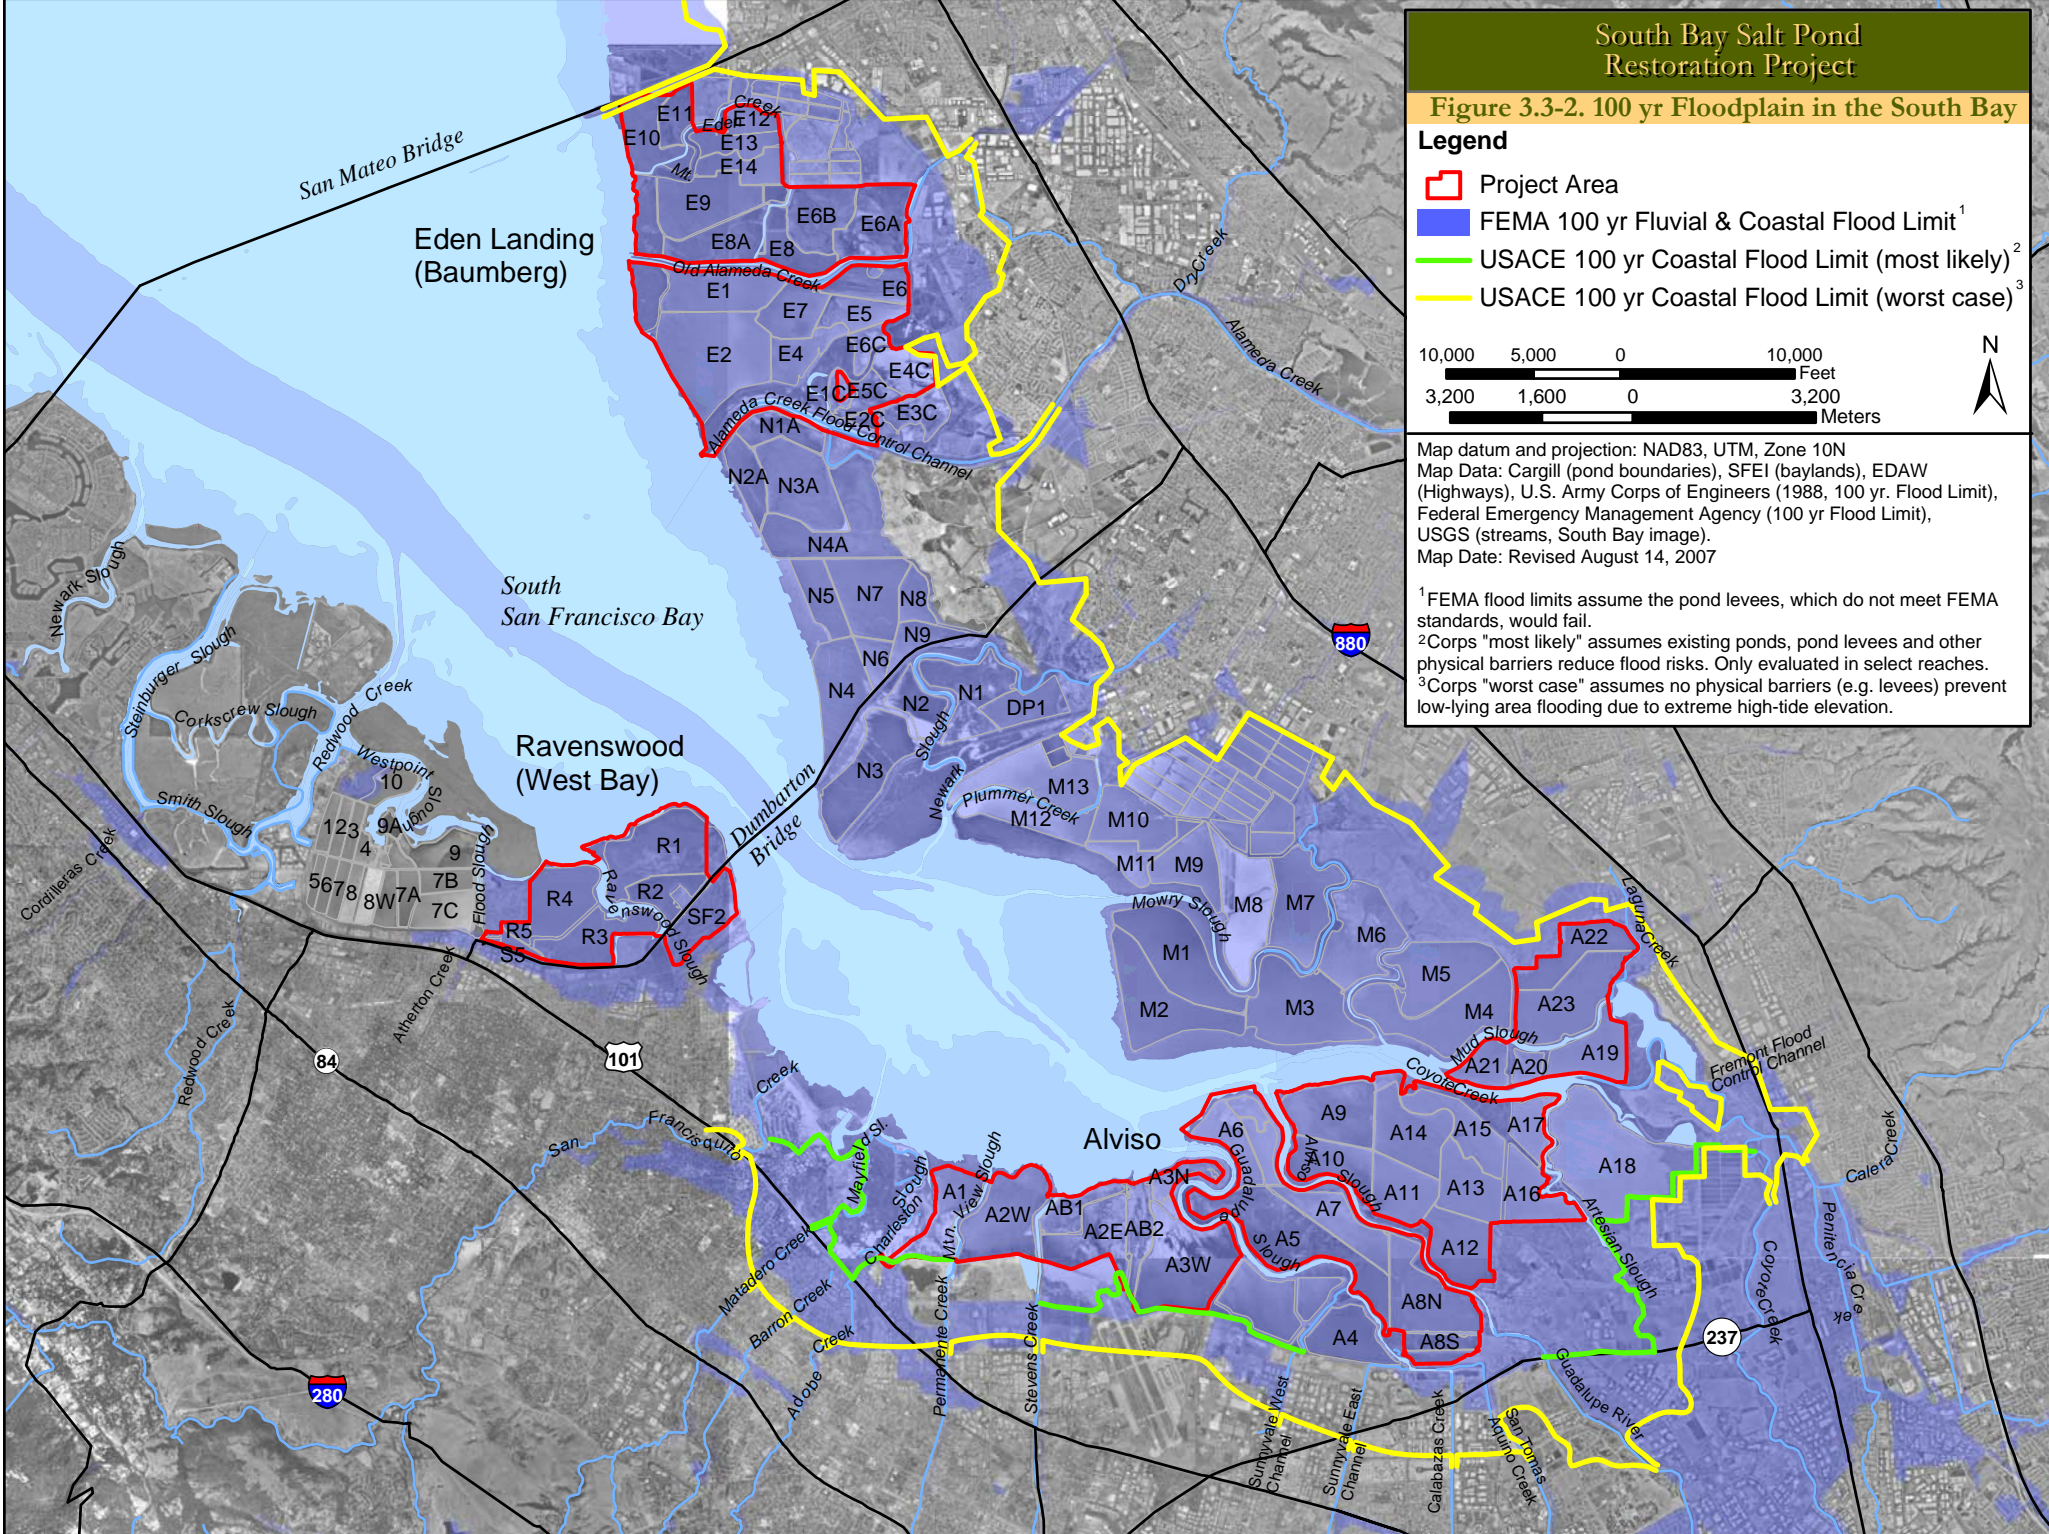 South Bay Salt Pond
Restoration Project
Figure 3.3-2. 100 yr Floodplain in the South Bay
Legend
Project Area
FEMA 100 yr Fluvial & Coastal Flood Limit1
USACE 100 yr Coastal Flood Limit (most likely)2
USACE 100 yr Coastal Flood Limit (worst case)3
N
10,000 5,000 0 10,000
Feet
3,200 1,600 0 3,200
Meters
Map datum and projection: NAD83, UTM, Zone 10N
Map Data: Cargill (pond boundaries), SFEI (baylands), EDAW
(Highways), U.S. Army Corps of Engineers (1988, 100 yr. Flood Limit),
Federal Emergency Management Agency (100 yr Flood Limit),
USGS (streams, South Bay image).
Map Date: Revised August 14, 2007
1FEMA flood limits assume the pond levees, which do not meet FEMA
standards, would fail.
2Corps "most likely" assumes existing ponds, pond levees and other
physical barriers reduce flood risks. Only evaluated in select reaches.
3Corps "worst case" assumes no physical barriers (e.g. levees) prevent
low-lying area flooding due to extreme high-tide elevation.
San Mateo Bridge
Eden Landing
(Baumberg)
E10
E11
Mt. Eden Creek
E12
E13
E14
E9
E6B
E6A
E8A
E8
Old Alameda Creek
E1
E6
E7
E5
E2
E4
E6C
E4C
E1C
E5C
E2C
E3C
Alameda Creek Flood Control Channel
Dry Creek
Alameda Creek
N1A
N2A
N3A
N4A
N5
N7
N8
N9
N6
N4
N2
N1
DP1
N3
Newark Slough
South
San Francisco Bay
Newark Slough
Steinburger Slough
Corkscrew Slough
Redwood Creek
Westpoint Slough
Smith Slough
Cordilleras Creek
10
1
2
3
4
9A
9
5
6
7
8
8W
7A
7B
7C
Flood Slough
Ravenswood
(West Bay)
R1
R2
R4
R5
R3
S5
SF2
Ravenswood Slough
Dumbarton
Bridge
Atherton Creek
Redwood Creek
84
101
280
880
237
Plummer Creek
M13
M12
M10
M11
M9
M8
M7
M6
M5
M4
M3
M1
M2
Mowry Slough
Mud Slough
Coyote Creek
A22
A23
A19
A20
A21
Laguna Creek
Fremont Flood
Control Channel
Calera Creek
Penitencia Creek
Coyote Creek
Alviso
A9
A10
A14
A15
A17
A18
A11
A13
A16
A12
A6
A7
A5
A8N
A8S
A4
A3N
A3W
AB1
AB2
A2E
A2W
A1
Alviso Slough
Guadalupe Slough
Artesian Slough
Guadalupe River
San Francisquito Creek
Mayfield Sl.
Charleston Slough
Mtn. View Slough
Matadero Creek
Barron Creek
Adobe Creek
Permanente Creek
Stevens Creek
Sunnyvale West
Channel
Sunnyvale East
Channel
Calabazas Creek
San Tomas
Aquino Creek